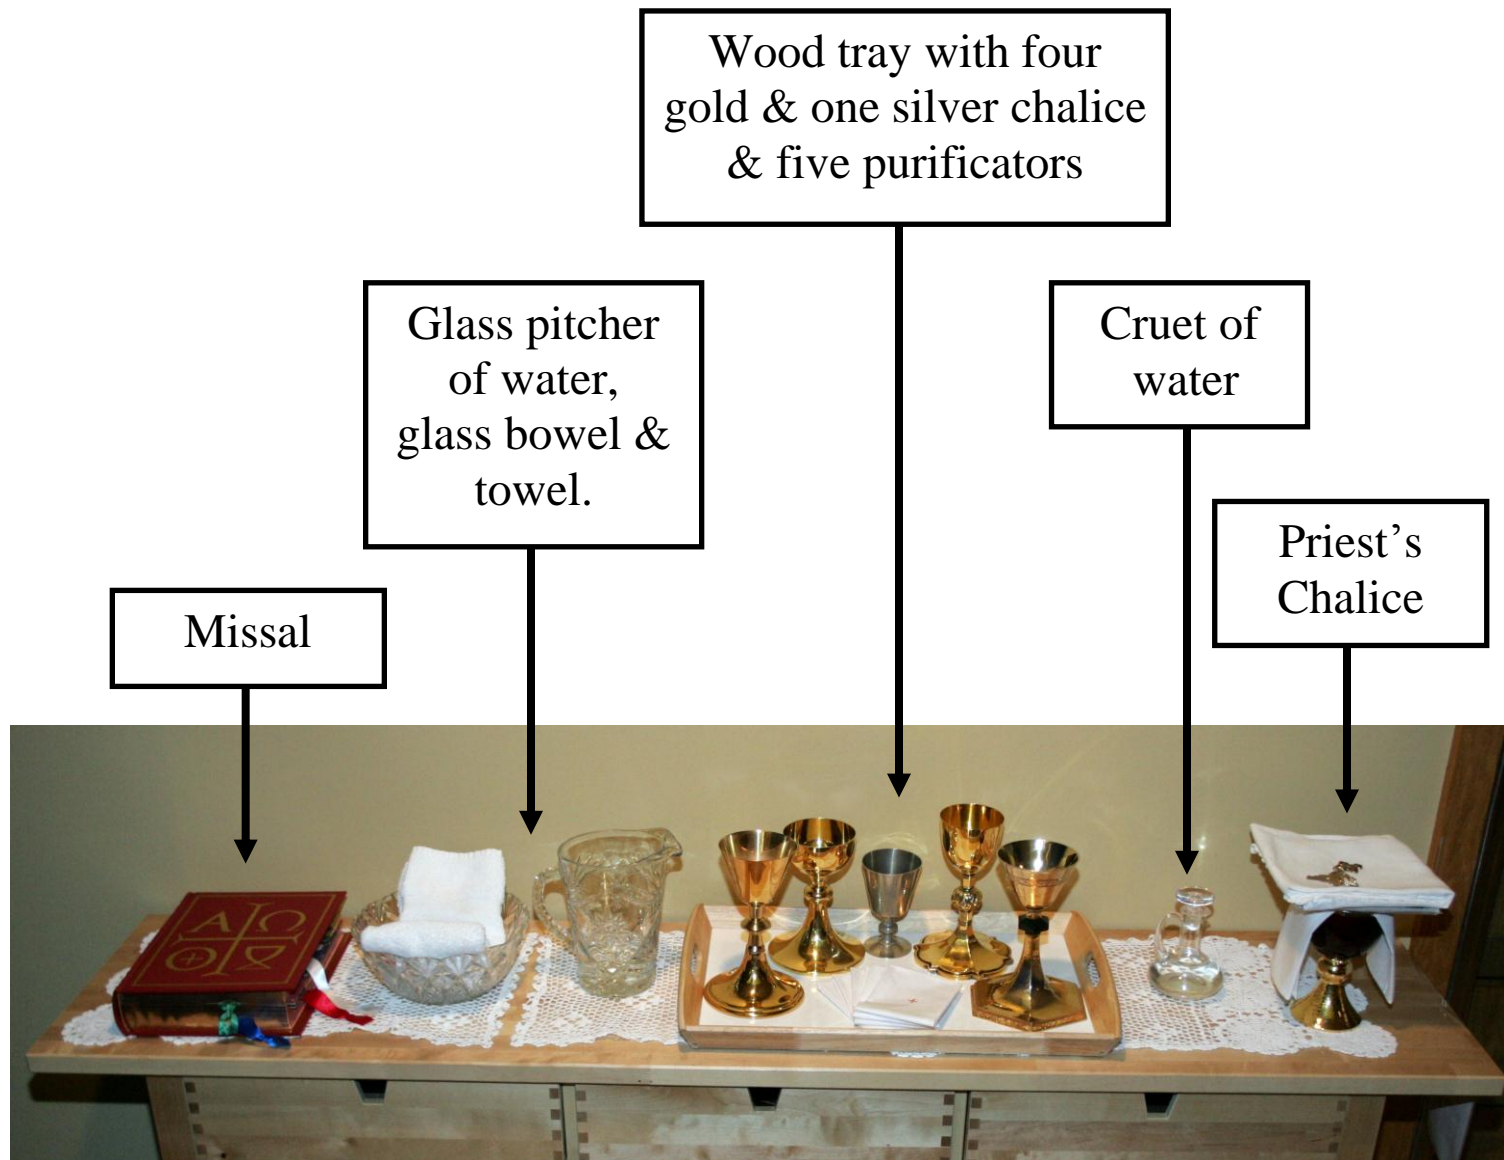 Wood tray with four
gold & one silver chalice
& five purificators
Glass pitcher
of water,
glass bowel &
towel.
Cruet of
water
Priest’s
Chalice
Missal
Α Ω